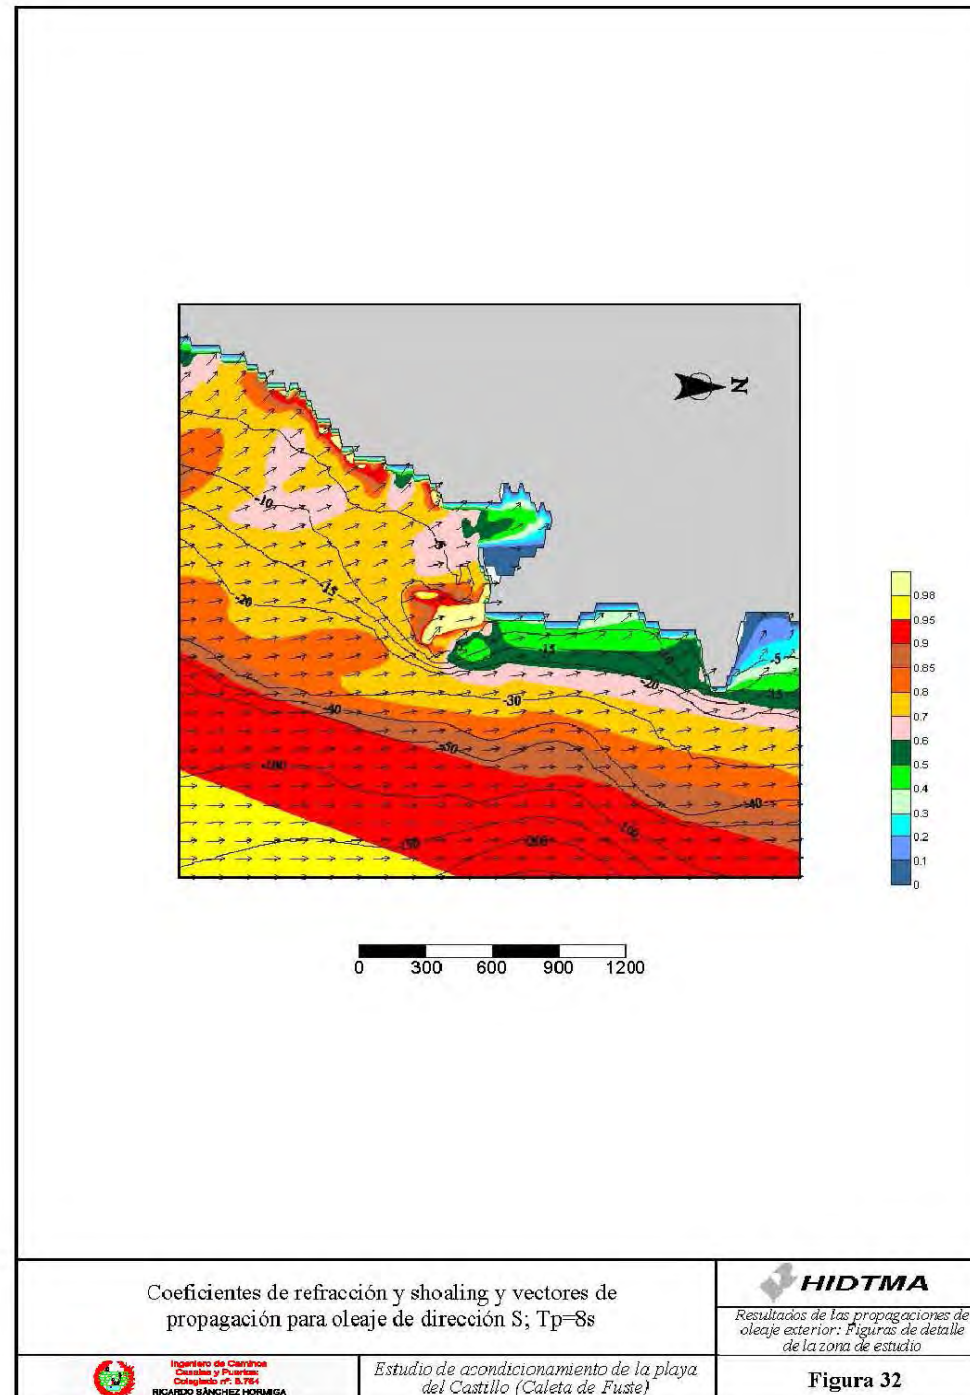 N
-10
-5
-15
-20
-15
-10
-20
-5
-15
-30
-40
-50
-100
-40
-100
-150
-200
0.98
0.95
0.9
0.85
0.8
0.7
0.6
0.5
0.4
0.3
0.2
0.1
0
0 300 600 900 1200
Coeficientes de refracción y shoaling y vectores de
propagación para oleaje de dirección S; Tp=8s
HIDTMA
Resultados de las propagaciones de
oleaje exterior: Figuras de detalle
de la zona de estudio
Ingeniero de Caminos
Canales y Puertos:
Colegiado nº: 5.764
RICARDO SÁNCHEZ HORMIGA
Estudio de acondicionamiento de la playa
del Castillo (Caleta de Fuste)
Figura 32